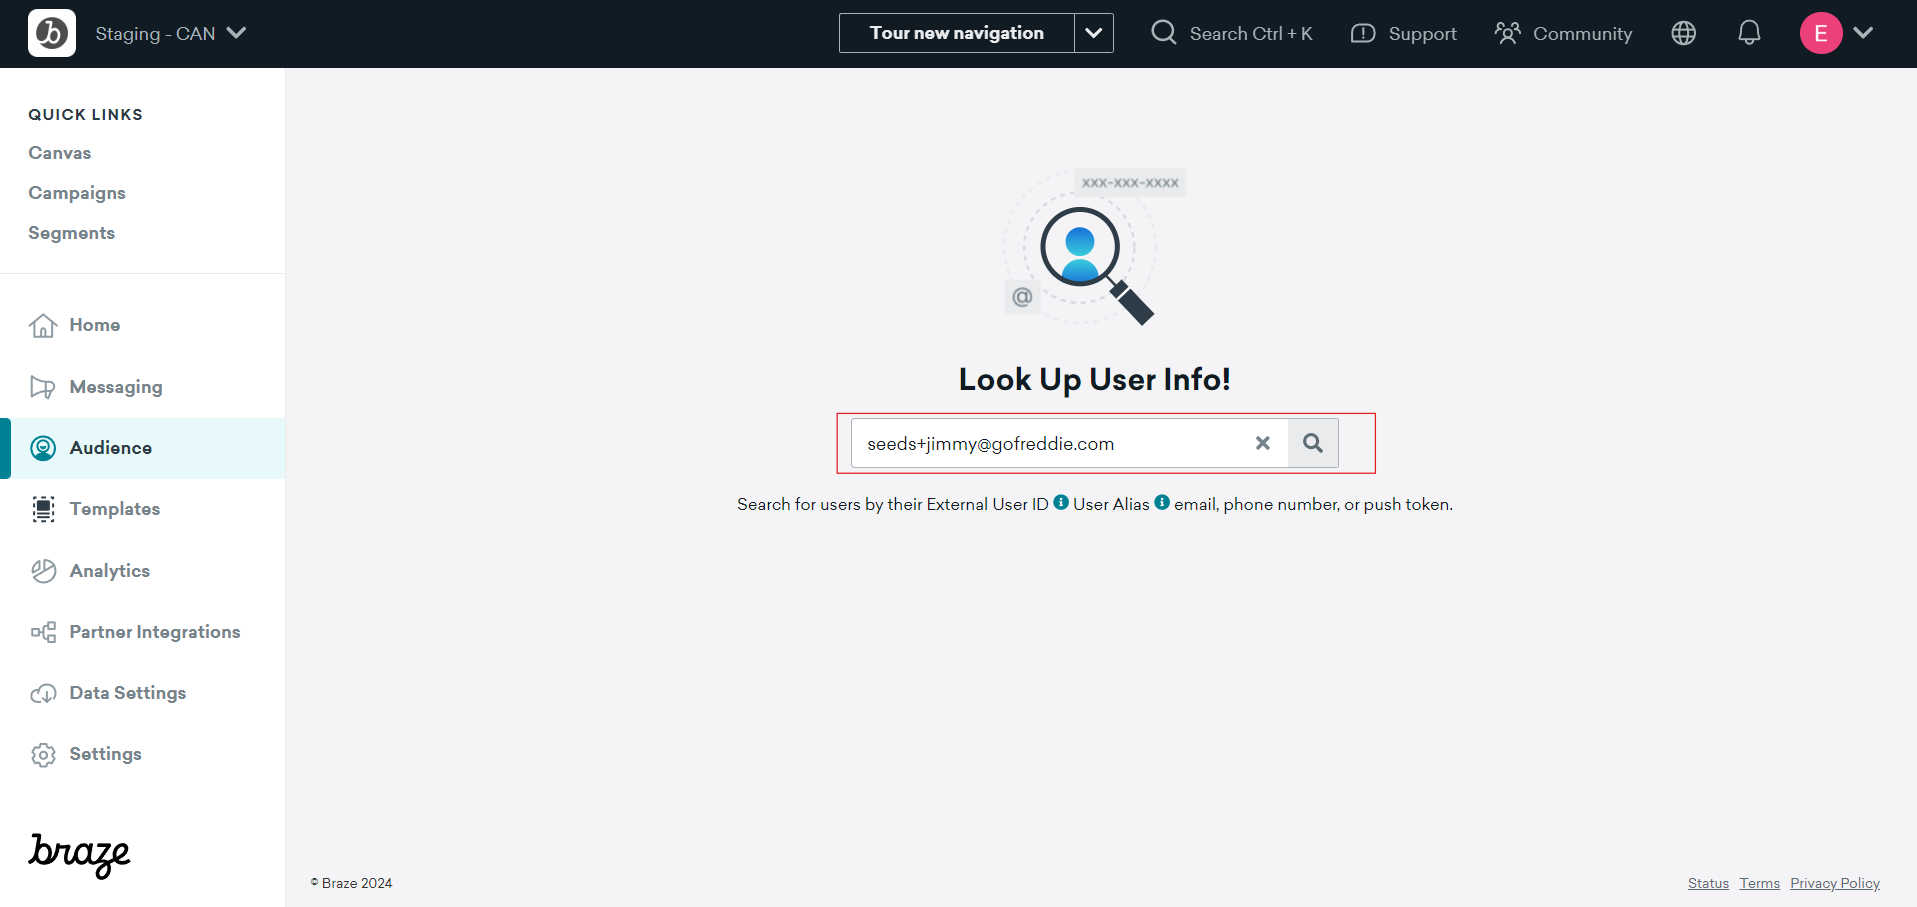 b
Staging - CAN
Tour new navigation
Search Ctrl + K
Support
Community
E
QUICK LINKS
Canvas
Campaigns
Segments
Home
Messaging
Audience
Templates
Analytics
Partner Integrations
Data Settings
Settings
braze
xxx-xxx-xxxx
@
Look Up User Info!
seeds+jimmy@gofreddie.com
Search for users by their External User ID i User Alias i email, phone number, or push token.
© Braze 2024
Status Terms Privacy Policy